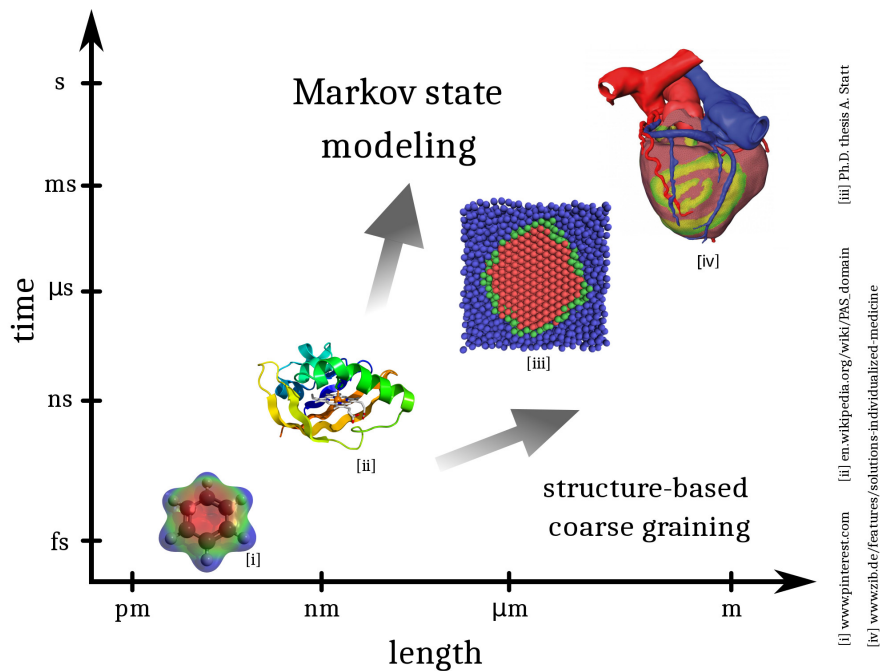 s
ms
μs
ns
fs
time
Markov state
modeling
[iv]
[iii]
[ii]
[i]
structure-based
coarse graining
pm
nm
μm
m
length
[i] www.pinterest.com
[ii] en.wikipedia.org/wiki/PAS_domain
[iii] Ph.D. thesis A. Statt
[iv] www.zib.de/features/solutions-individualized-medicine